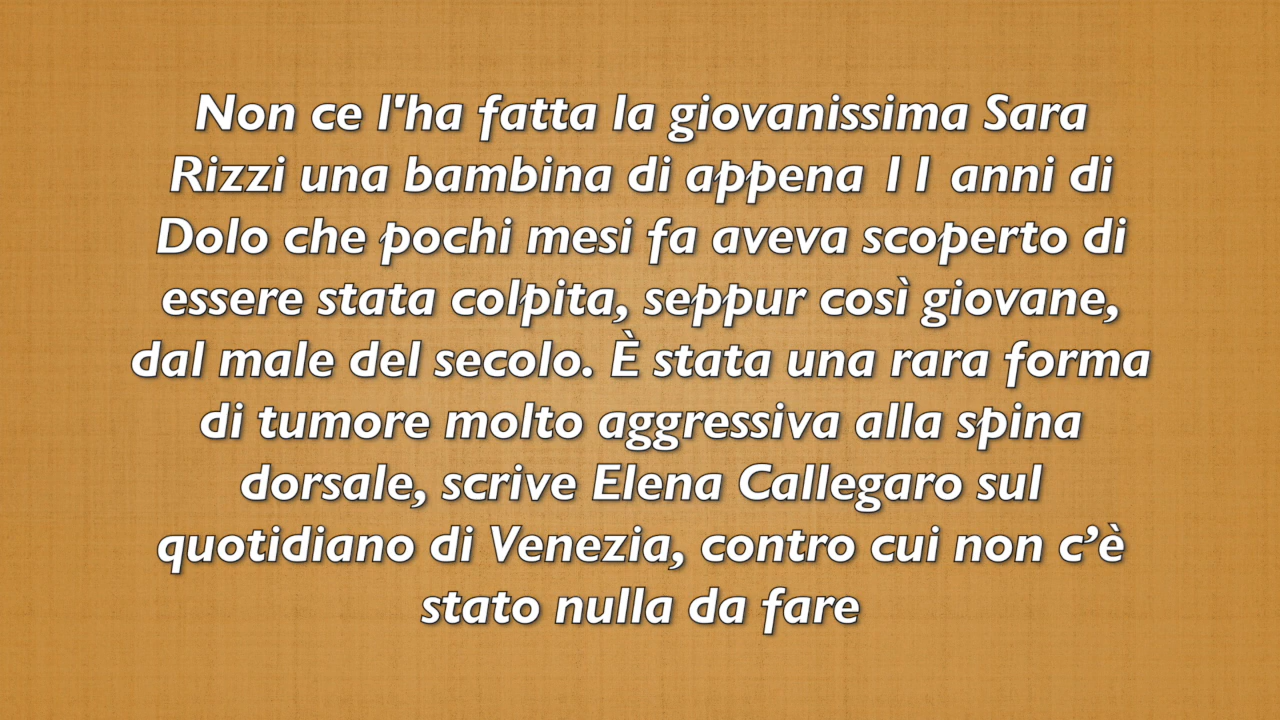 Non ce l'ha fatta la giovanissima Sara
Rizzi una bambina di appena 11 anni di
Dolo che pochi mesi fa aveva scoperto di
essere stata colpita, seppur così giovane,
dal male del secolo. È stata una rara forma
di tumore molto aggressiva alla spina
dorsale, scrive Elena Callegaro sul
quotidiano di Venezia, contro cui non c’è
stato nulla da fare